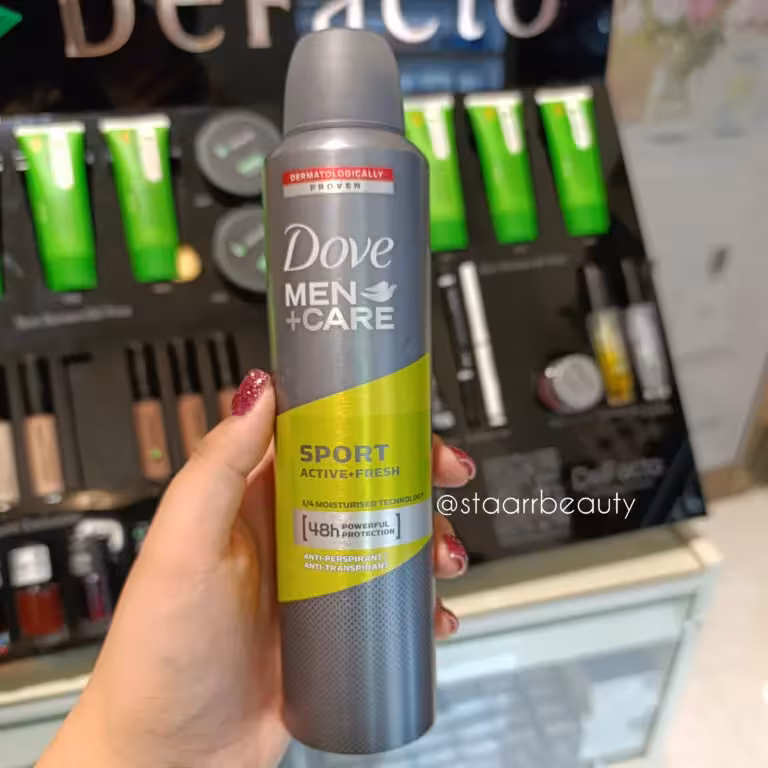 DeFacto
DERMATOLOGICALLY
PROVEN
Dove
MEN
+CARE
SPORT
ACTIVE+FRESH
1/4 MOISTURISER TECHNOLOGY
[48h POWERFUL
PROTECTION]
ANTI-PERSPIRANT
ANTI-TRANSPIRANT
@staarrbeauty
DeFacto